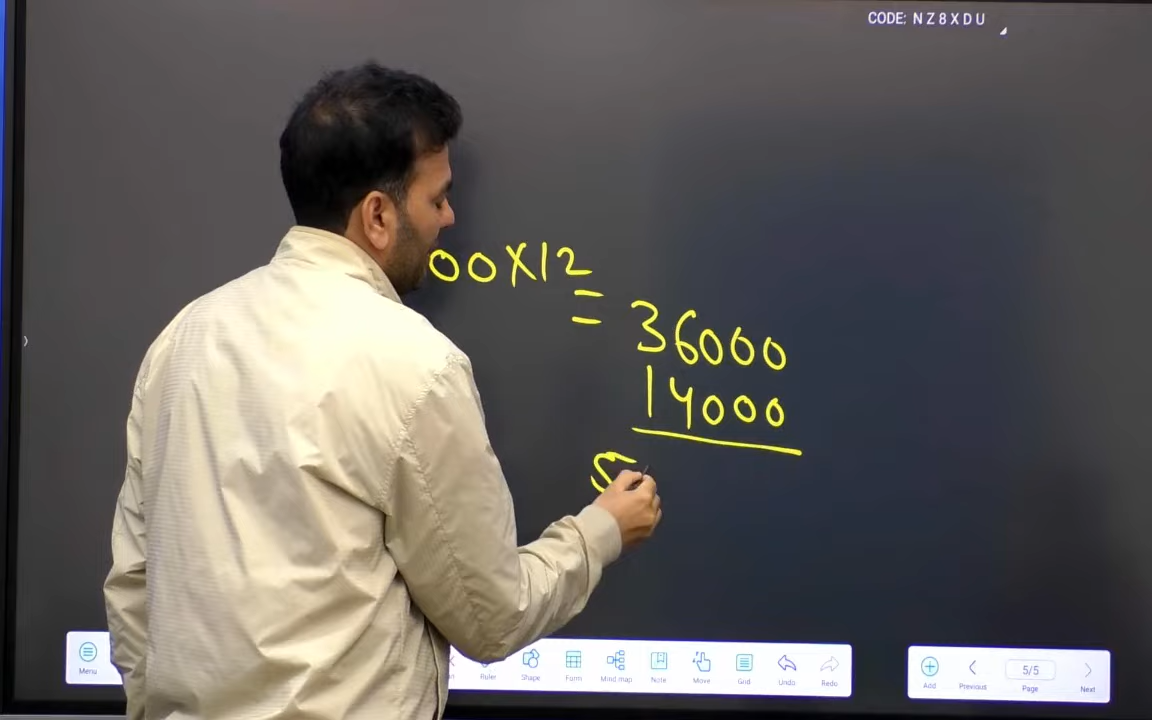 CODE: NZ8XDU
00X12
= 36000
14000
5
Menu
Ruler
Shape
Form
Mind map
Note
Move
Grid
Undo
Redo
Add
Previous
5/5
Page
Next